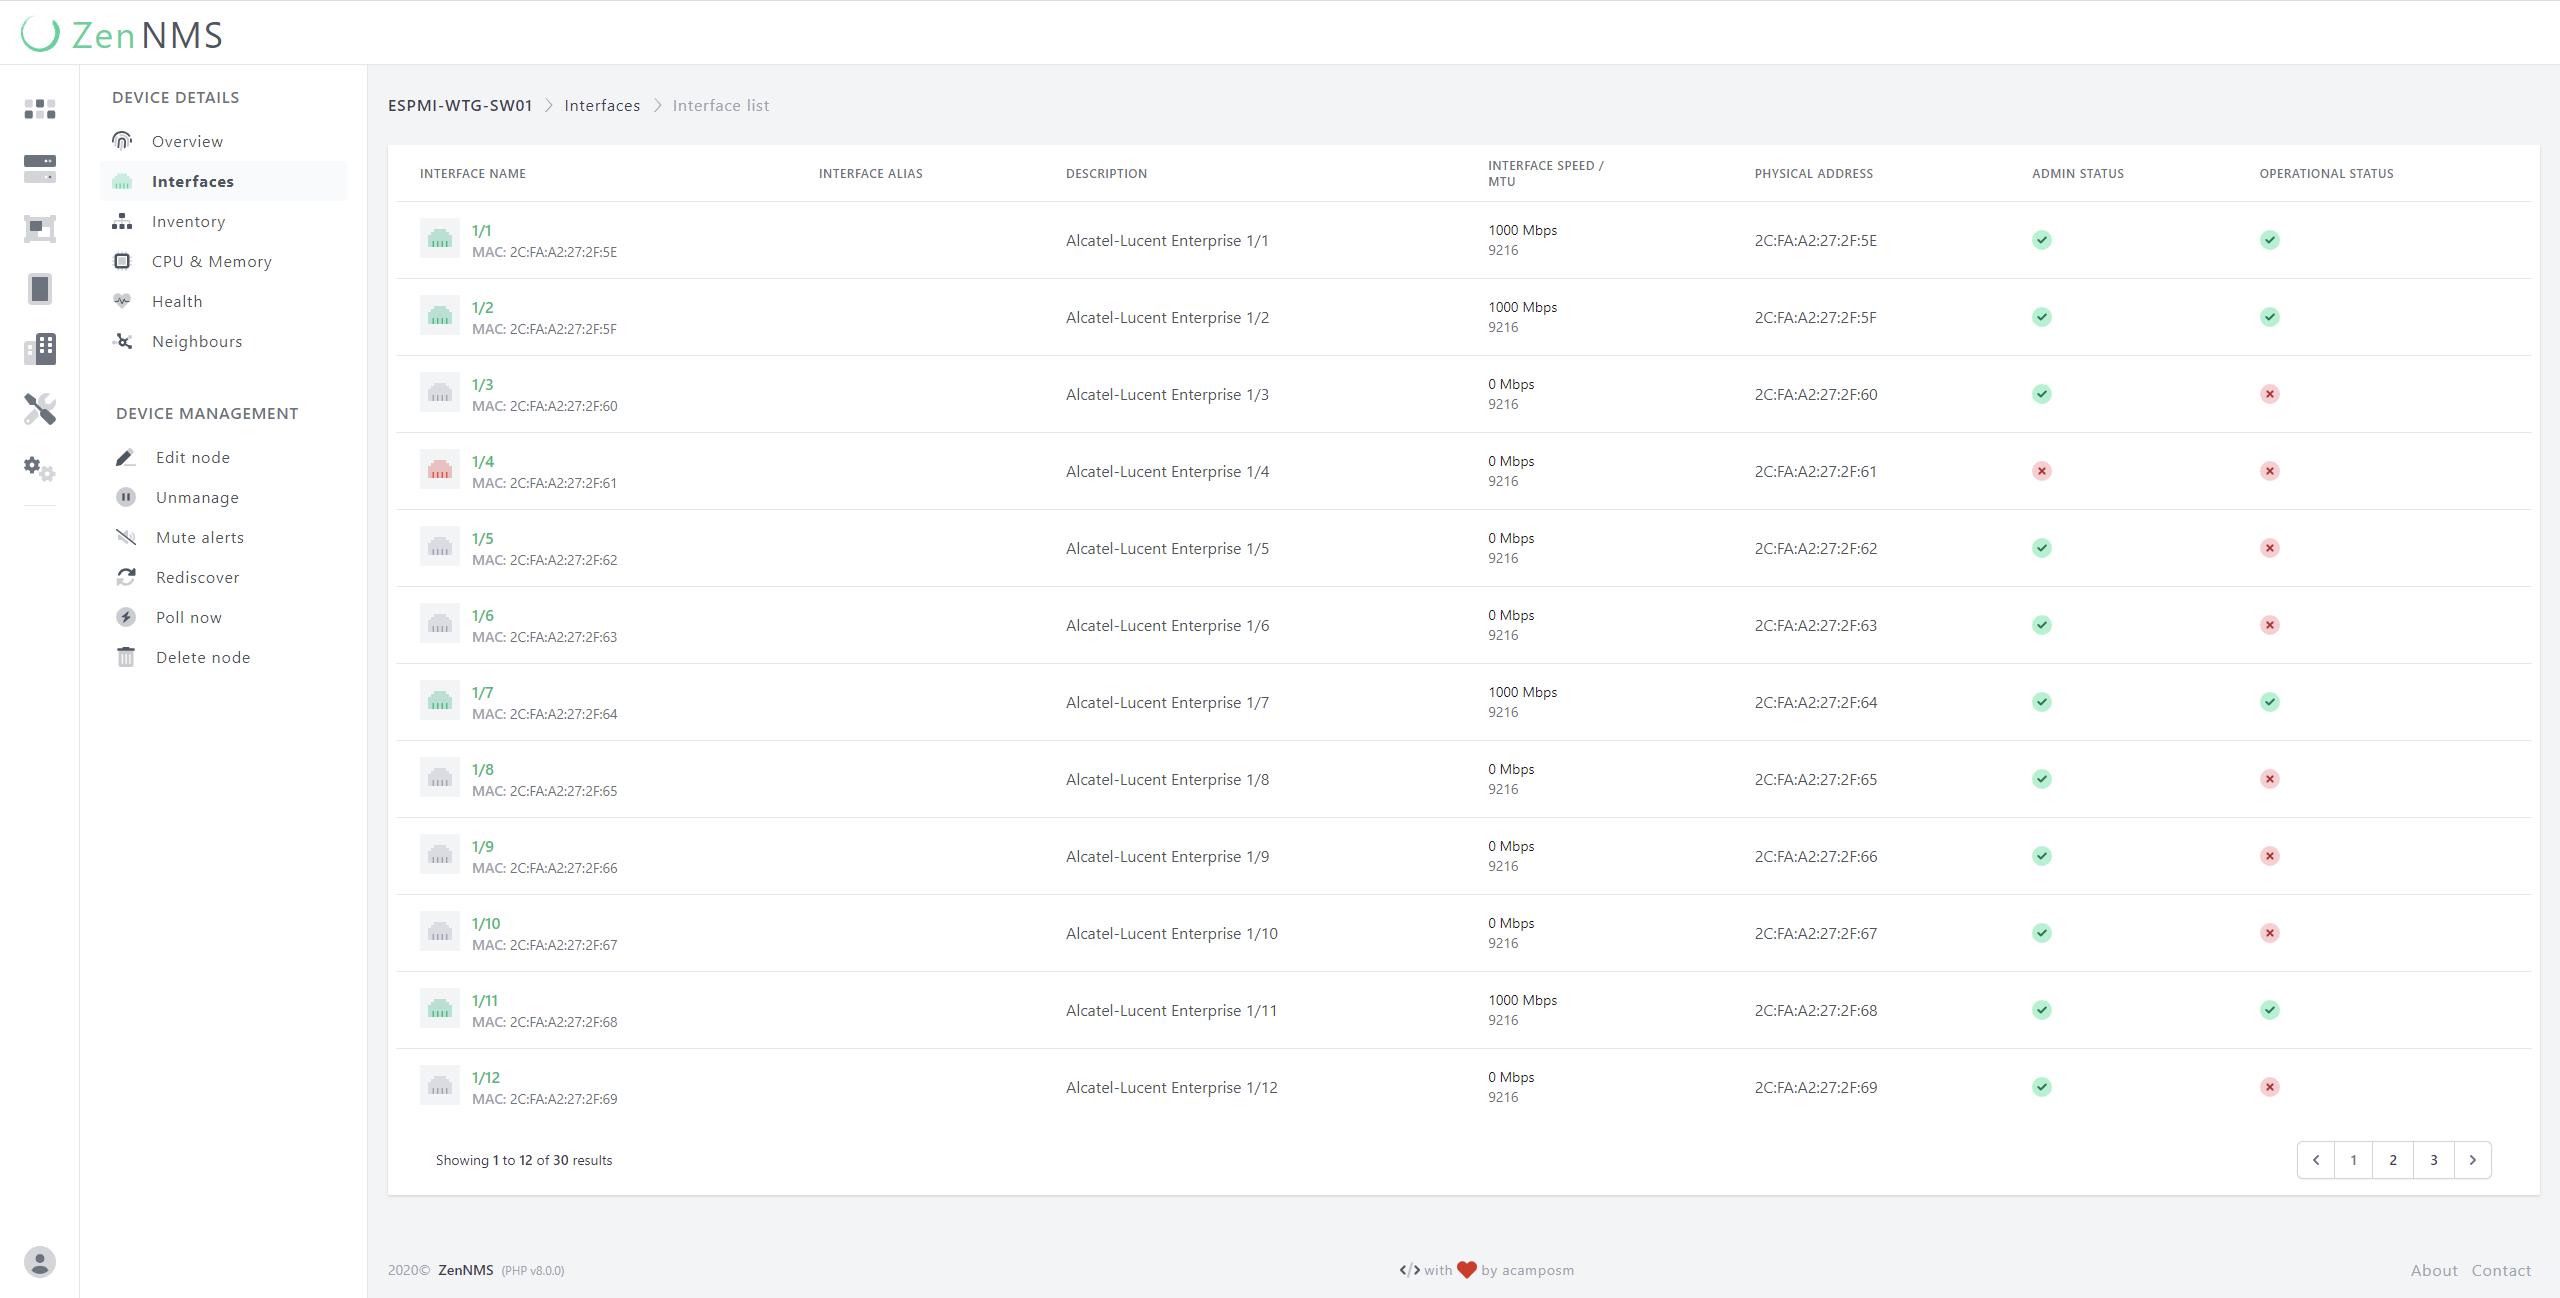 ZenNMS
DEVICE DETAILS
Overview
Interfaces
Inventory
CPU & Memory
Health
Neighbours
DEVICE MANAGEMENT
Edit node
Unmanage
Mute alerts
Rediscover
Poll now
Delete node
ESPMI-WTG-SW01 > Interfaces > Interface list
INTERFACE NAME INTERFACE ALIAS DESCRIPTION INTERFACE SPEED / MTU PHYSICAL ADDRESS ADMIN STATUS OPERATIONAL STATUS
1/1 1000 Mbps
MAC: 2C:FA:A2:27:2F:5E Alcatel-Lucent Enterprise 1/1 9216 2C:FA:A2:27:2F:5E
1/2 1000 Mbps
MAC: 2C:FA:A2:27:2F:5F Alcatel-Lucent Enterprise 1/2 9216 2C:FA:A2:27:2F:5F
1/3 0 Mbps
MAC: 2C:FA:A2:27:2F:60 Alcatel-Lucent Enterprise 1/3 9216 2C:FA:A2:27:2F:60
1/4 0 Mbps
MAC: 2C:FA:A2:27:2F:61 Alcatel-Lucent Enterprise 1/4 9216 2C:FA:A2:27:2F:61
1/5 0 Mbps
MAC: 2C:FA:A2:27:2F:62 Alcatel-Lucent Enterprise 1/5 9216 2C:FA:A2:27:2F:62
1/6 0 Mbps
MAC: 2C:FA:A2:27:2F:63 Alcatel-Lucent Enterprise 1/6 9216 2C:FA:A2:27:2F:63
1/7 1000 Mbps
MAC: 2C:FA:A2:27:2F:64 Alcatel-Lucent Enterprise 1/7 9216 2C:FA:A2:27:2F:64
1/8 0 Mbps
MAC: 2C:FA:A2:27:2F:65 Alcatel-Lucent Enterprise 1/8 9216 2C:FA:A2:27:2F:65
1/9 0 Mbps
MAC: 2C:FA:A2:27:2F:66 Alcatel-Lucent Enterprise 1/9 9216 2C:FA:A2:27:2F:66
1/10 0 Mbps
MAC: 2C:FA:A2:27:2F:67 Alcatel-Lucent Enterprise 1/10 9216 2C:FA:A2:27:2F:67
1/11 1000 Mbps
MAC: 2C:FA:A2:27:2F:68 Alcatel-Lucent Enterprise 1/11 9216 2C:FA:A2:27:2F:68
1/12 0 Mbps
MAC: 2C:FA:A2:27:2F:69 Alcatel-Lucent Enterprise 1/12 9216 2C:FA:A2:27:2F:69
Showing 1 to 12 of 30 results < 1 2 3 >
2020© ZenNMS (PHP v8.0.0) </> with ❤ by acamposm About Contact